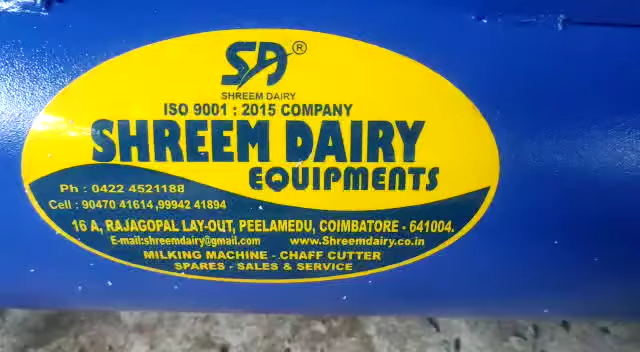 SD®
SHREEM DAIRY
ISO 9001 : 2015 COMPANY
SHREEM DAIRY
EQUIPMENTS
Ph : 0422 4521188
Cell : 90470 41614 ,99942 41894
16 A, RAJAGOPAL LAY-OUT, PEELAMEDU, COIMBATORE - 641004.
E-mail:shreemdairy@gmail.com www.Shreemdairy.co.in
MILKING MACHINE - CHAFF CUTTER
SPARES - SALES & SERVICE